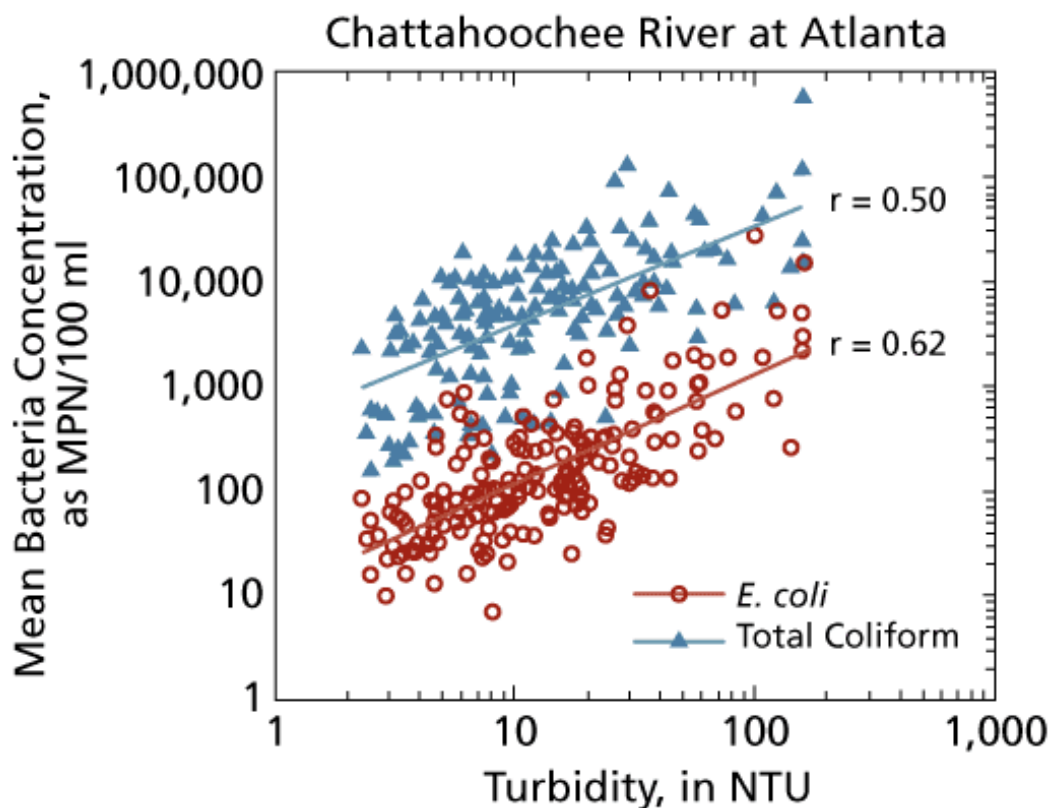 Chattahoochee River at Atlanta
Mean Bacteria Concentration,
as MPN/100 ml
1,000,000
100,000
10,000
1,000
100
10
1
r = 0.50
r = 0.62
E. coli
Total Coliform
1
10
100
1,000
Turbidity, in NTU